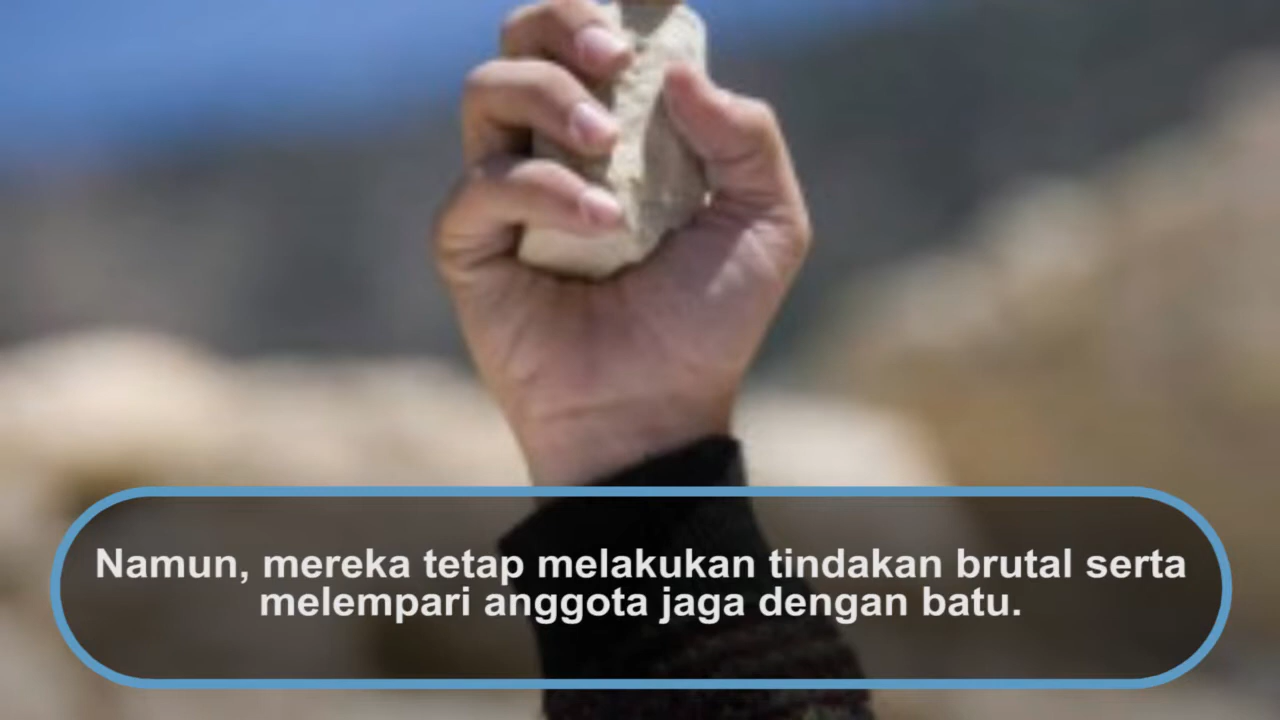 Namun, mereka tetap melakukan tindakan brutal serta
melempari anggota jaga dengan batu.